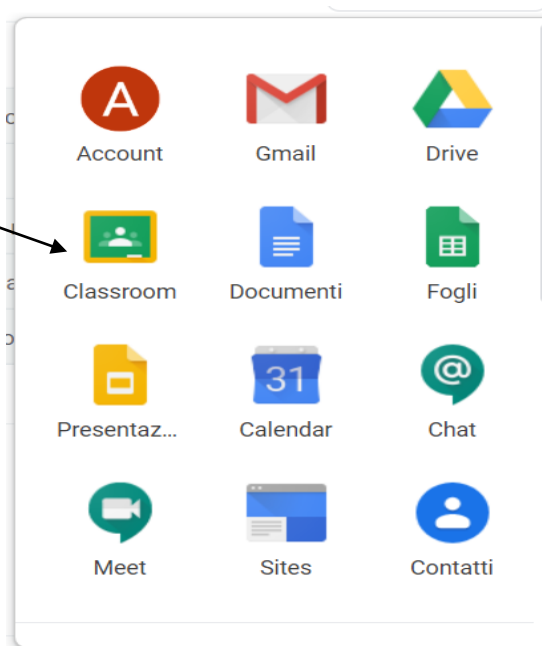 A
Account Gmail Drive
Classroom Documenti Fogli
31 @
Presentaz... Calendar Chat
Meet Sites Contatti